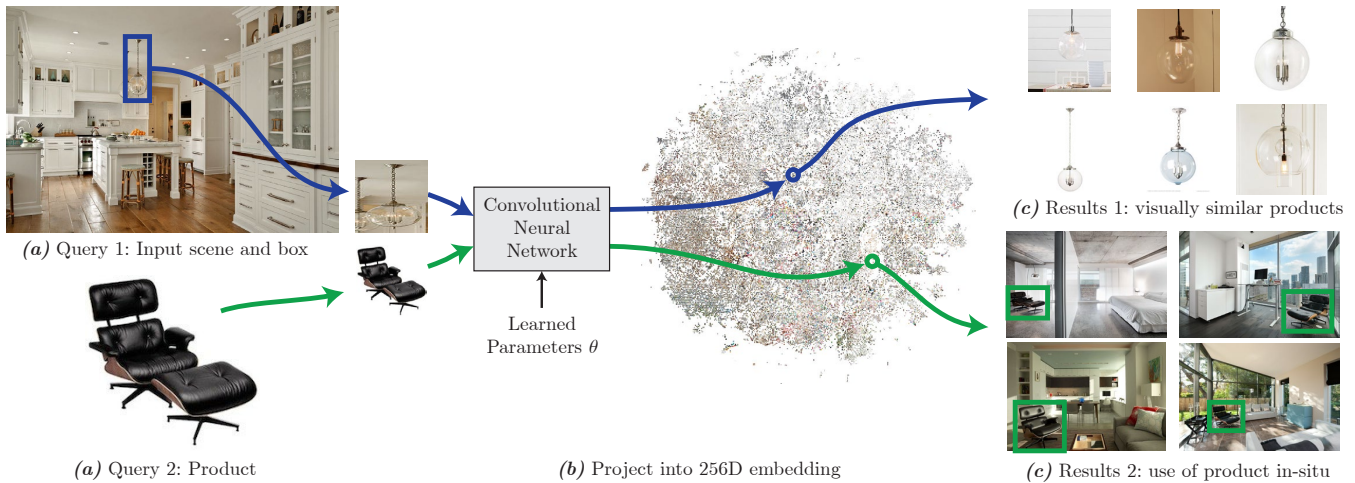 (a) Query 1: Input scene and box
Convolutional
Neural
Network
Learned
Parameters θ
(c) Results 1: visually similar products
(a) Query 2: Product
(b) Project into 256D embedding
(c) Results 2: use of product in-situ